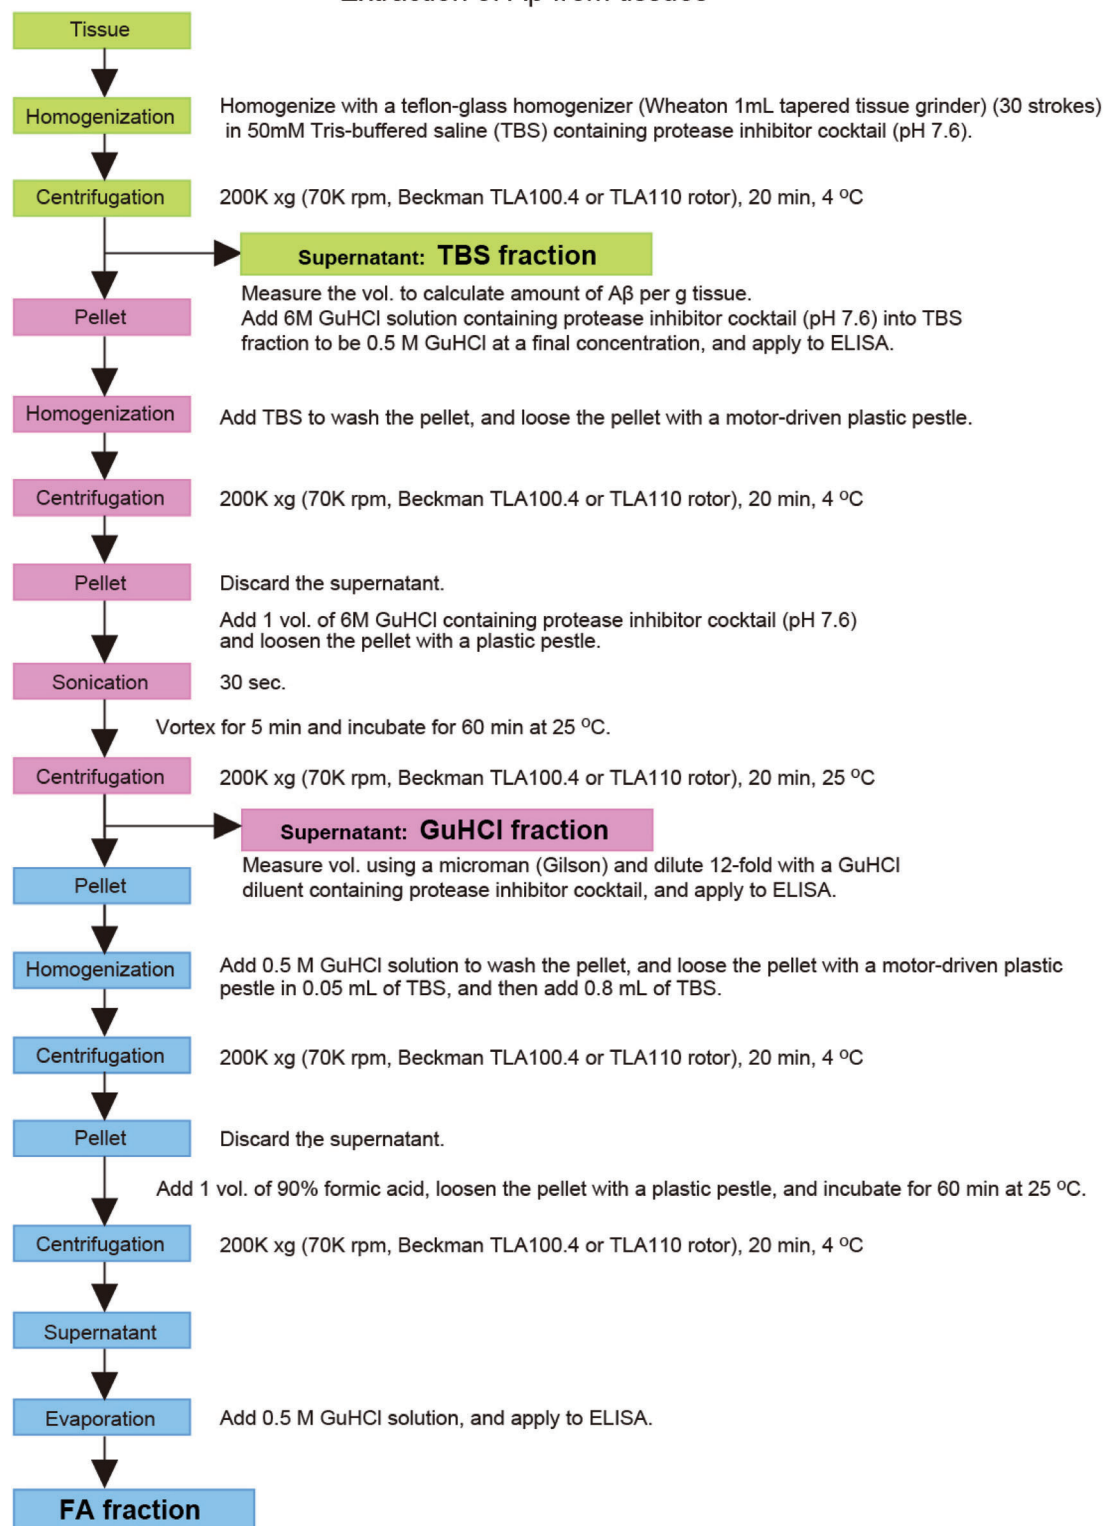 Extraction of Aβ from tissues
Tissue
Homogenization
Homogenize with a teflon-glass homogenizer (Wheaton 1mL tapered tissue grinder) (30 strokes)
in 50mM Tris-buffered saline (TBS) containing protease inhibitor cocktail (pH 7.6).
Centrifugation
200K xg (70K rpm, Beckman TLA100.4 or TLA110 rotor), 20 min, 4 ºC
Supernatant: TBS fraction
Measure the vol. to calculate amount of Aβ per g tissue.
Pellet
Add 6M GuHCl solution containing protease inhibitor cocktail (pH 7.6) into TBS
fraction to be 0.5 M GuHCl at a final concentration, and apply to ELISA.
Homogenization
Add TBS to wash the pellet, and loose the pellet with a motor-driven plastic pestle.
Centrifugation
200K xg (70K rpm, Beckman TLA100.4 or TLA110 rotor), 20 min, 4 ºC
Pellet
Discard the supernatant.
Add 1 vol. of 6M GuHCl containing protease inhibitor cocktail (pH 7.6)
and loosen the pellet with a plastic pestle.
Sonication
30 sec.
Vortex for 5 min and incubate for 60 min at 25 ºC.
Centrifugation
200K xg (70K rpm, Beckman TLA100.4 or TLA110 rotor), 20 min, 25 ºC
Supernatant: GuHCl fraction
Measure vol. using a microman (Gilson) and dilute 12-fold with a GuHCl
Pellet
diluent containing protease inhibitor cocktail, and apply to ELISA.
Homogenization
Add 0.5 M GuHCl solution to wash the pellet, and loose the pellet with a motor-driven plastic
pestle in 0.05 mL of TBS, and then add 0.8 mL of TBS.
Centrifugation
200K xg (70K rpm, Beckman TLA100.4 or TLA110 rotor), 20 min, 4 ºC
Pellet
Discard the supernatant.
Add 1 vol. of 90% formic acid, loosen the pellet with a plastic pestle, and incubate for 60 min at 25 ºC.
Centrifugation
200K xg (70K rpm, Beckman TLA100.4 or TLA110 rotor), 20 min, 4 ºC
Supernatant
Evaporation
Add 0.5 M GuHCl solution, and apply to ELISA.
FA fraction